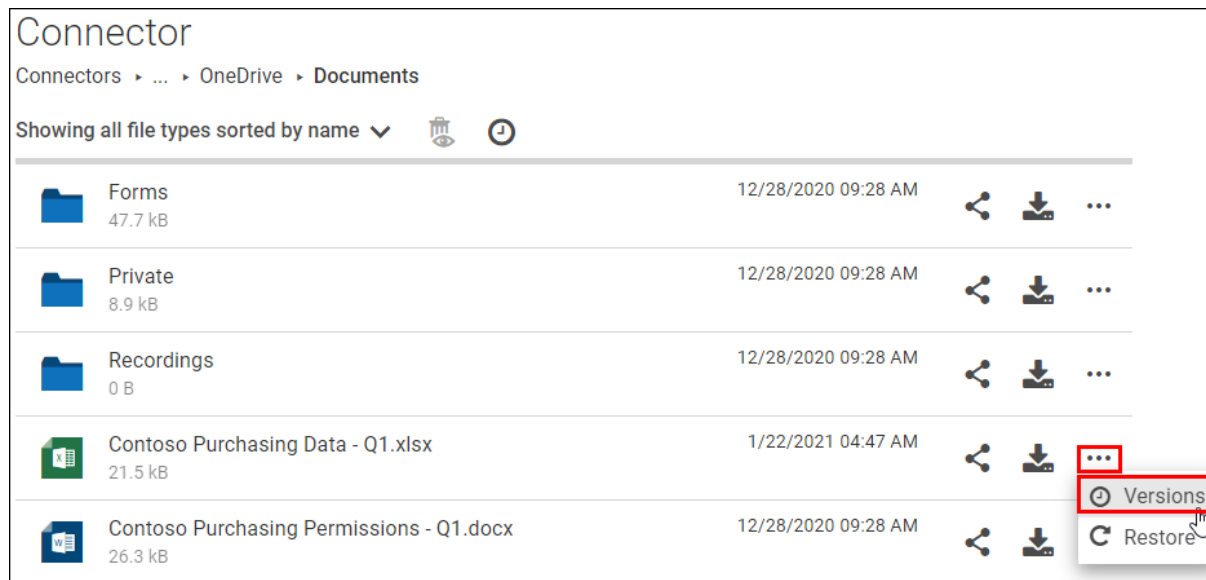 Connector
Connectors ▸ ... ▸ OneDrive ▸ Documents
Showing all file types sorted by name
Forms 12/28/2020 09:28 AM
47.7 kB
Private 12/28/2020 09:28 AM
8.9 kB
Recordings 12/28/2020 09:28 AM
0 B
Contoso Purchasing Data - Q1.xlsx 1/22/2021 04:47 AM
21.5 kB
Versions
Contoso Purchasing Permissions - Q1.docx 12/28/2020 09:28 AM
Restore
26.3 kB